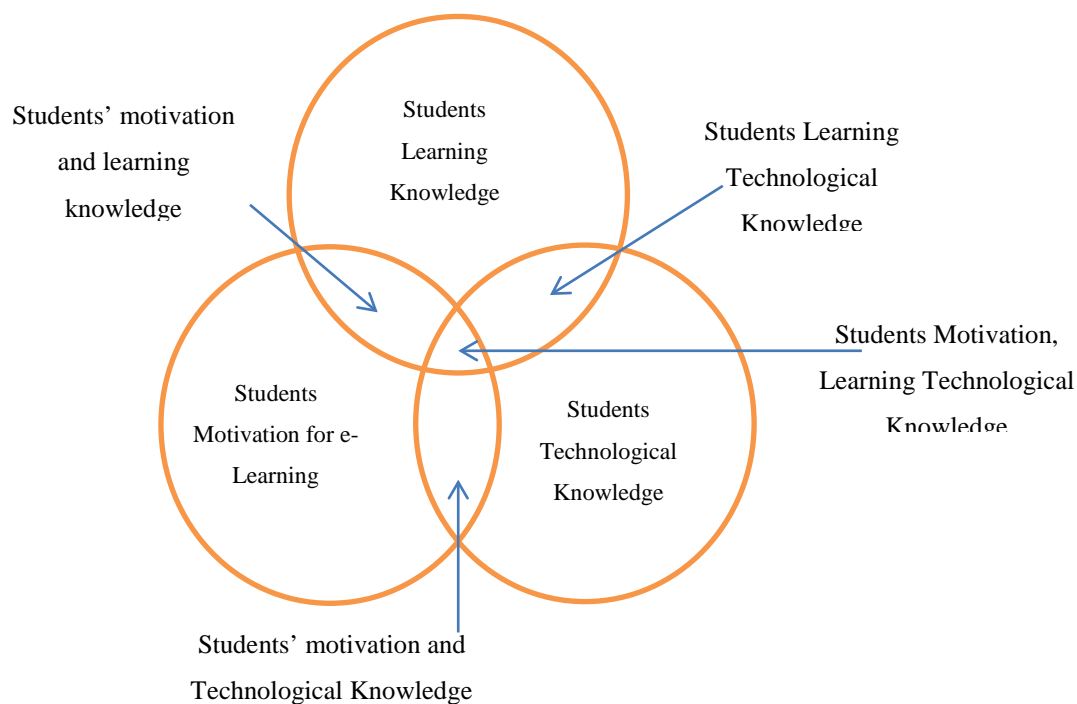 Students
Learning
Knowledge
Students’ motivation
and learning
knowledge
Students Learning
Technological
Knowledge
Students Motivation,
Learning Technological
Knowledge
Students
Motivation for e-
Learning
Students
Technological
Knowledge
Students’ motivation and
Technological Knowledge